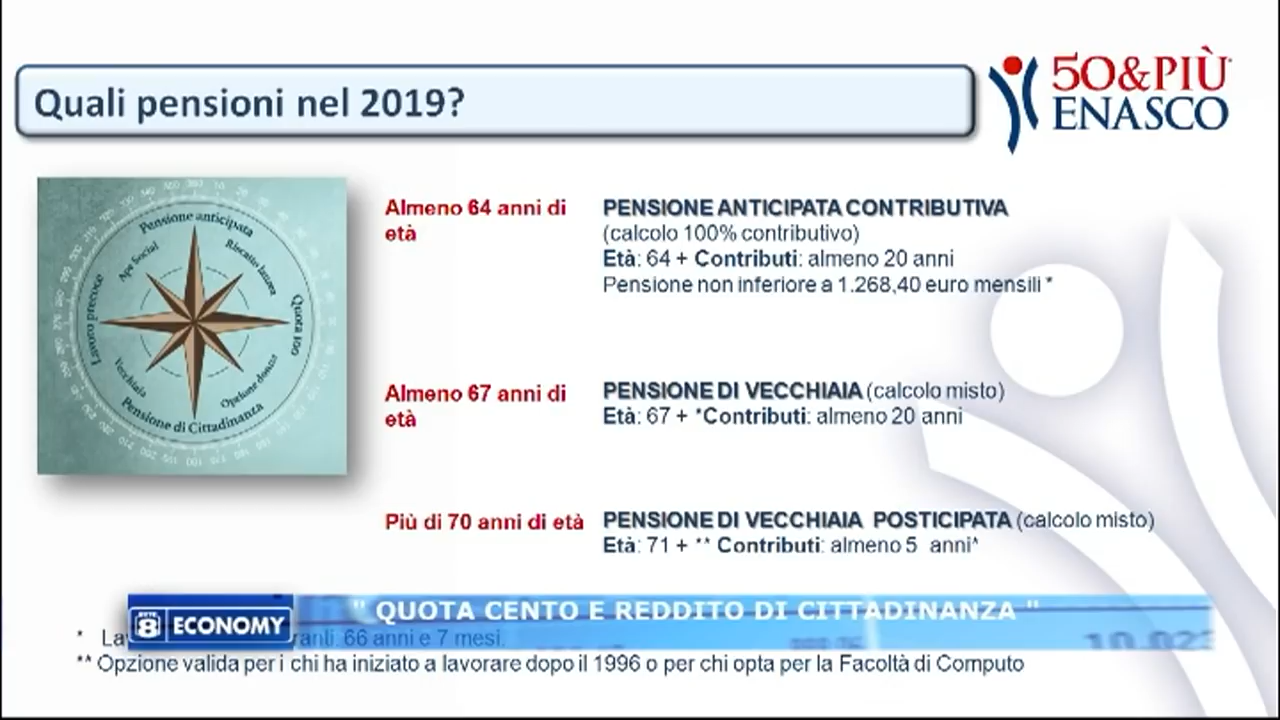 Quali pensioni nel 2019?
50&PIÙ
ENASCO
Pensione anticipata
Ape Social
Riscatto laurea
Lavoro precoce
Quota 100
Vecchiaia
Opzione donna
Pensione di Cittadinanza
Almeno 64 anni di
età
PENSIONE ANTICIPATA CONTRIBUTIVA
(calcolo 100% contributivo)
Età: 64 + Contributi: almeno 20 anni
Pensione non inferiore a 1.268,40 euro mensili *
Almeno 67 anni di
età
PENSIONE DI VECCHIAIA (calcolo misto)
Età: 67 + *Contributi: almeno 20 anni
Più di 70 anni di età
PENSIONE DI VECCHIAIA POSTICIPATA (calcolo misto)
Età: 71 + ** Contributi: almeno 5 anni*
" QUOTA CENTO E REDDITO DI CITTADINANZA "
8 ECONOMY
* 66 anni e 7 mesi.
** Opzione valida per i chi ha iniziato a lavorare dopo il 1996 o per chi opta per la Facoltà di Computo